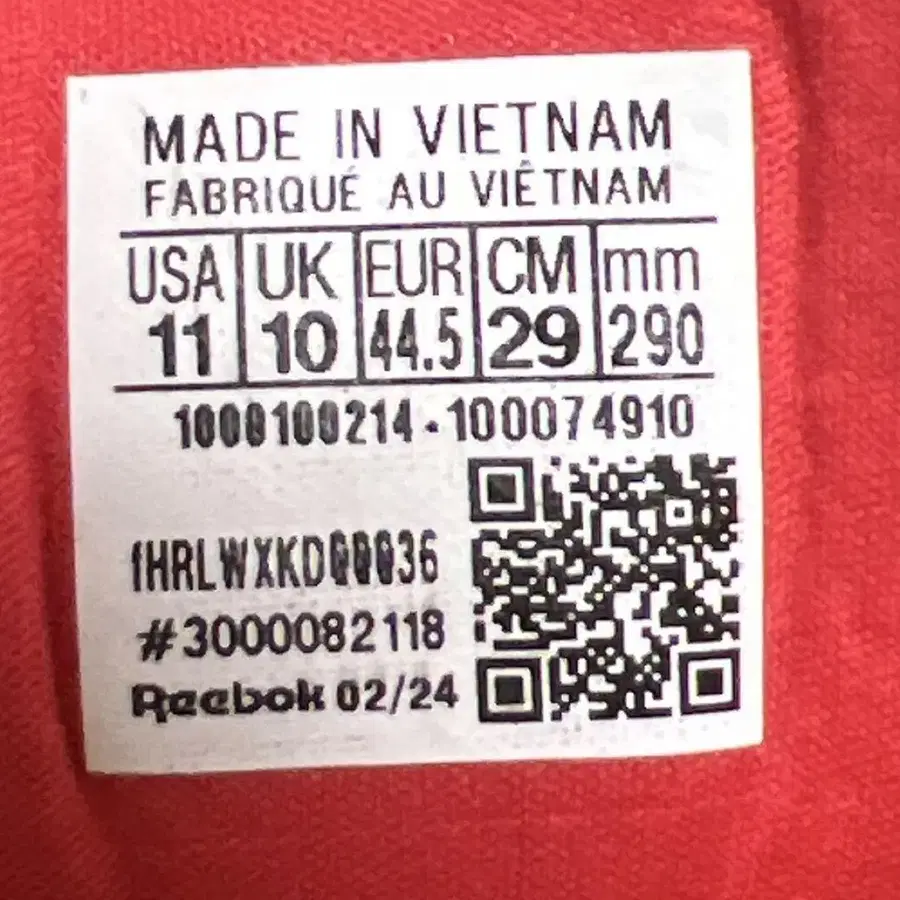 MADE IN VIETNAM
FABRIQUÉ AU VIÊTNAM
USA UK EUR CM mm
11 10 44.5 29 290
1000100214-100074910
1HRLWXKD00036
#3000082118
Reebok 02/24